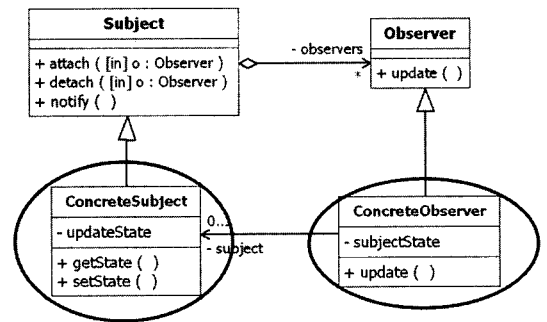 Subject
+ attach ( [in] o : Observer )
+ detach ( [in] o : Observer )
+ notify ( )
- observers
*
Observer
+ update ( )
ConcreteSubject
- updateState
+ getState ( )
+ setState ( )
0...
- subject
ConcreteObserver
- subjectState
+ update ( )